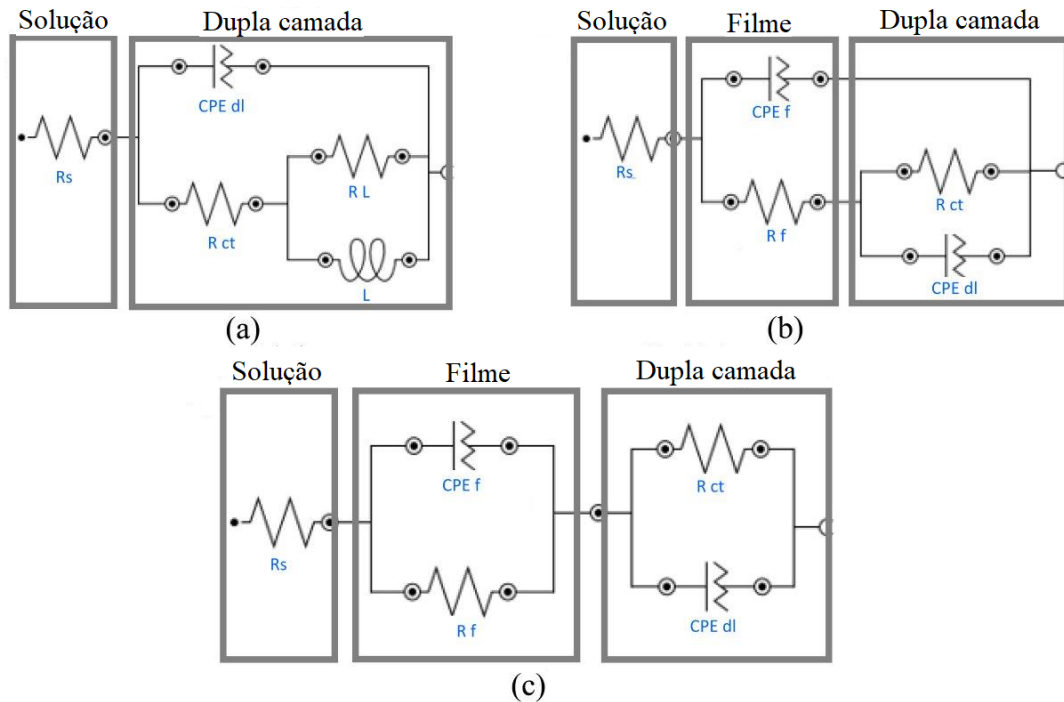 Solução
Dupla camada
CPE dl
Rs
R L
R ct
L
(a)
Solução
Filme
Dupla camada
CPE f
Rs
R ct
R f
CPE dl
(b)
Solução
Filme
Dupla camada
CPE f
R ct
Rs
R f
CPE dl
(c)